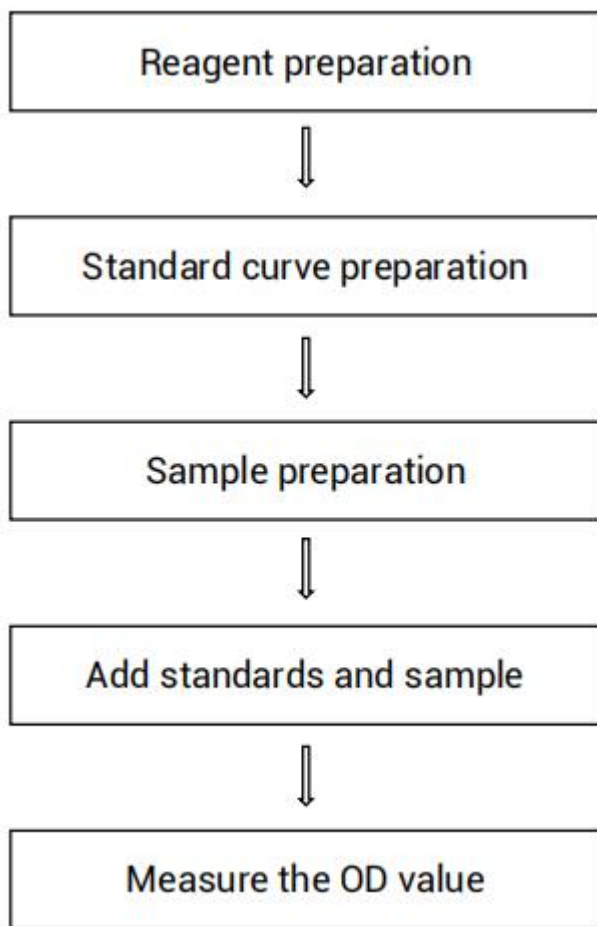 Reagent preparation
Standard curve preparation
Sample preparation
Add standards and sample
Measure the OD value